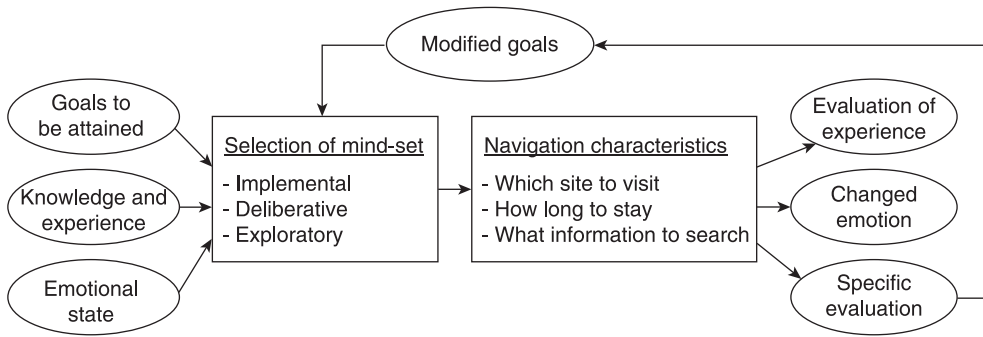 Modified goals
Goals to
be attained
Knowledge and
experience
Emotional
state
Selection of mind-set
- Implemental
- Deliberative
- Exploratory
Navigation characteristics
- Which site to visit
- How long to stay
- What information to search
Evaluation of
experience
Changed
emotion
Specific
evaluation